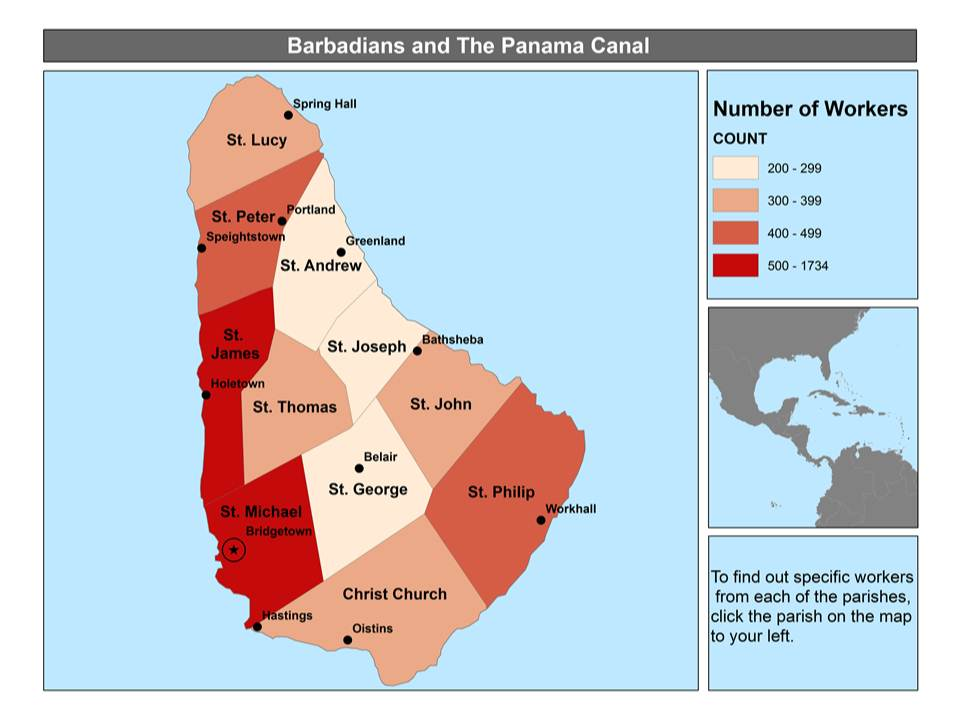 Barbadians and The Panama Canal
Spring Hall
St. Lucy
Portland
St. Peter
Speightstown
Greenland
St. Andrew
St.
James
St. Joseph
Bathsheba
Holetown
St. Thomas
St. John
Belair
St. George
St. Philip
Workhall
St. Michael
Bridgetown
Christ Church
Hastings
Oistins
Number of Workers
COUNT
200 - 299
300 - 399
400 - 499
500 - 1734
To find out specific workers
from each of the parishes,
click the parish on the map
to your left.